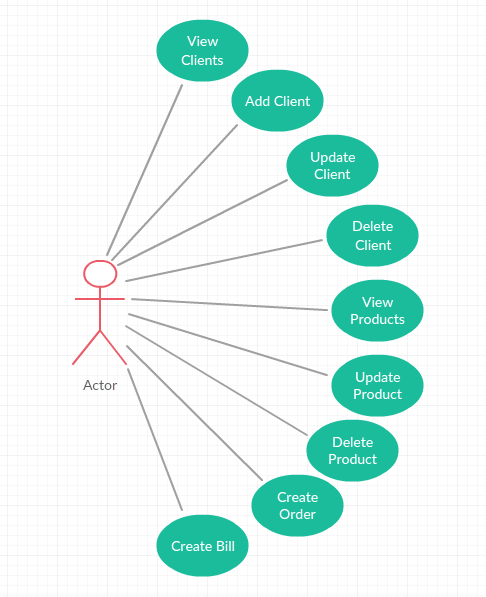 View
Clients
Add Client
Update
Client
Delete
Client
View
Products
Update
Product
Delete
Product
Create
Order
Create Bill
Actor